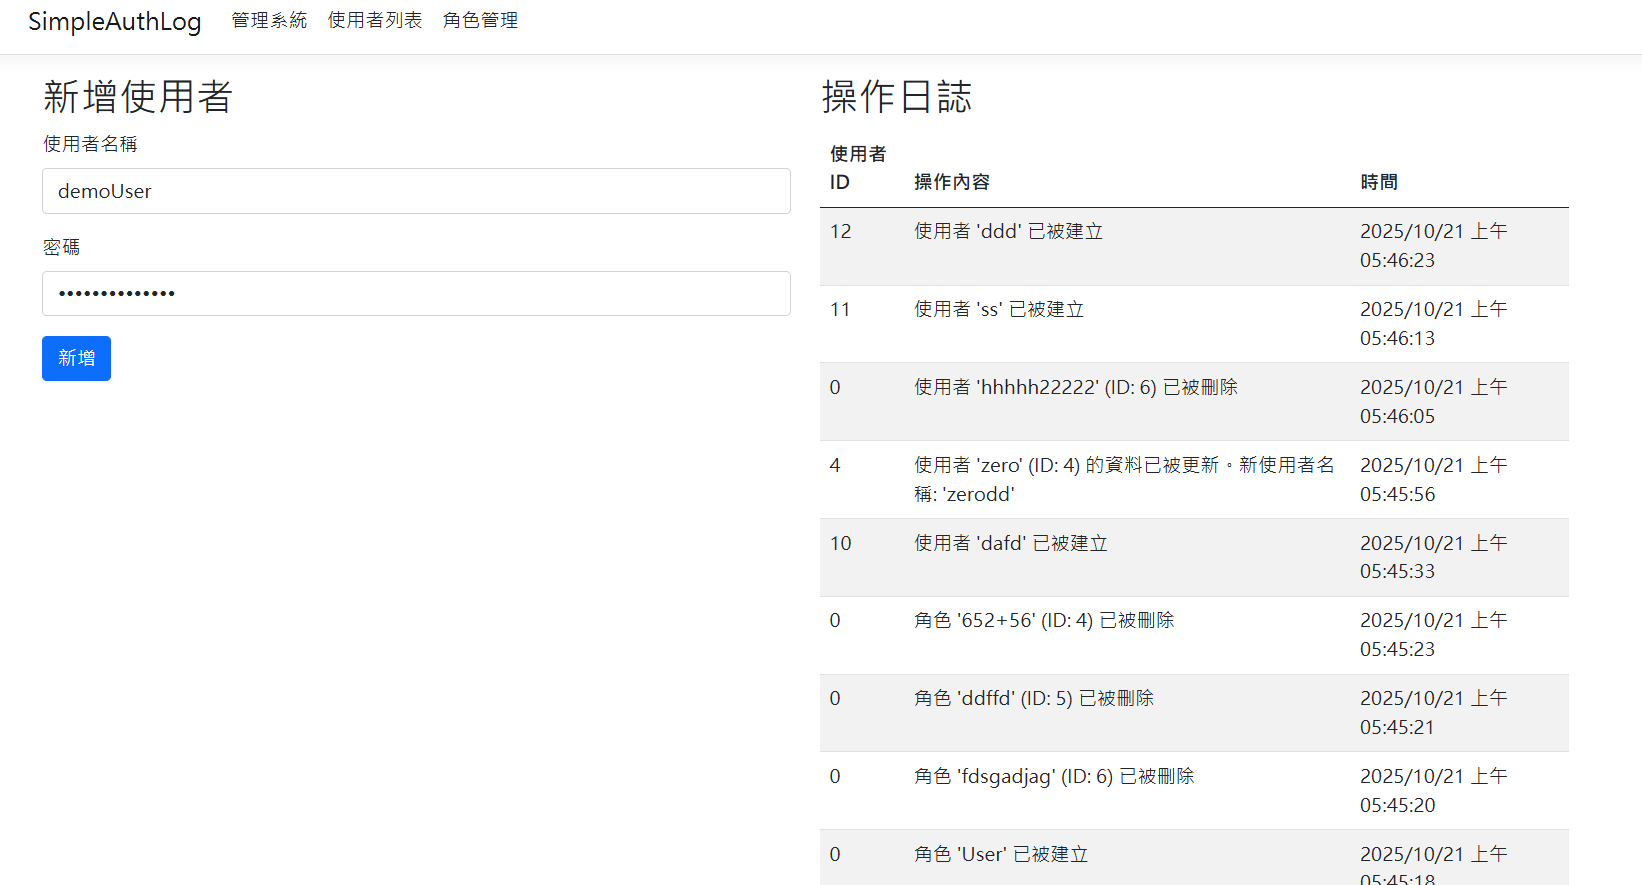 SimpleAuthLog 管理系統 使用者列表 角色管理
新增使用者
使用者名稱
demoUser
密碼
••••••••••••••
新增
操作日誌
使用者
ID 操作內容 時間
12 使用者 'ddd' 已被建立 2025/10/21 上午
05:46:23
11 使用者 'ss' 已被建立 2025/10/21 上午
05:46:13
0 使用者 'hhhhh22222' (ID: 6) 已被刪除 2025/10/21 上午
05:46:05
4 使用者 'zero' (ID: 4) 的資料已被更新。新使用者名 2025/10/21 上午
稱: 'zerodd' 05:45:56
10 使用者 'dafd' 已被建立 2025/10/21 上午
05:45:33
0 角色 '652+56' (ID: 4) 已被刪除 2025/10/21 上午
05:45:23
0 角色 'ddffd' (ID: 5) 已被刪除 2025/10/21 上午
05:45:21
0 角色 'fdsgadjag' (ID: 6) 已被刪除 2025/10/21 上午
05:45:20
0 角色 'User' 已被建立 2025/10/21 上午
05:45:18